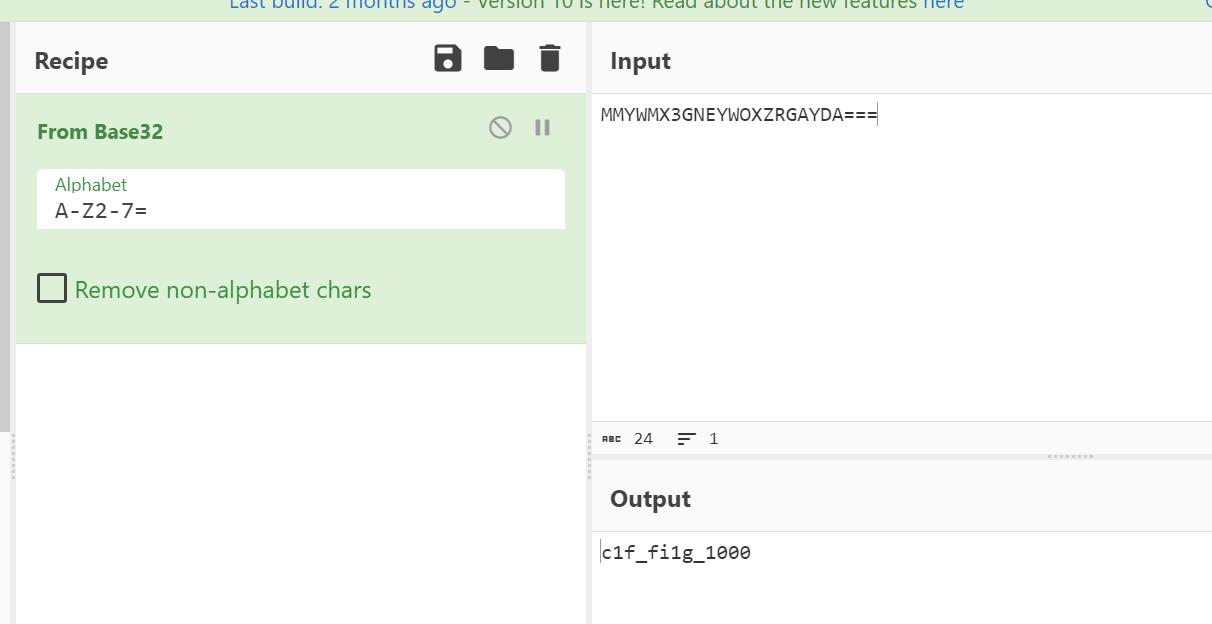 Last build: 2 months ago - Version 10 is here! Read about the new features here
Recipe
From Base32
Alphabet
A-Z2-7=
Remove non-alphabet chars
Input
MMYWMX3GNEYWOXZRGAYDA===
ABC 24 1
Output
c1f_fi1g_1000